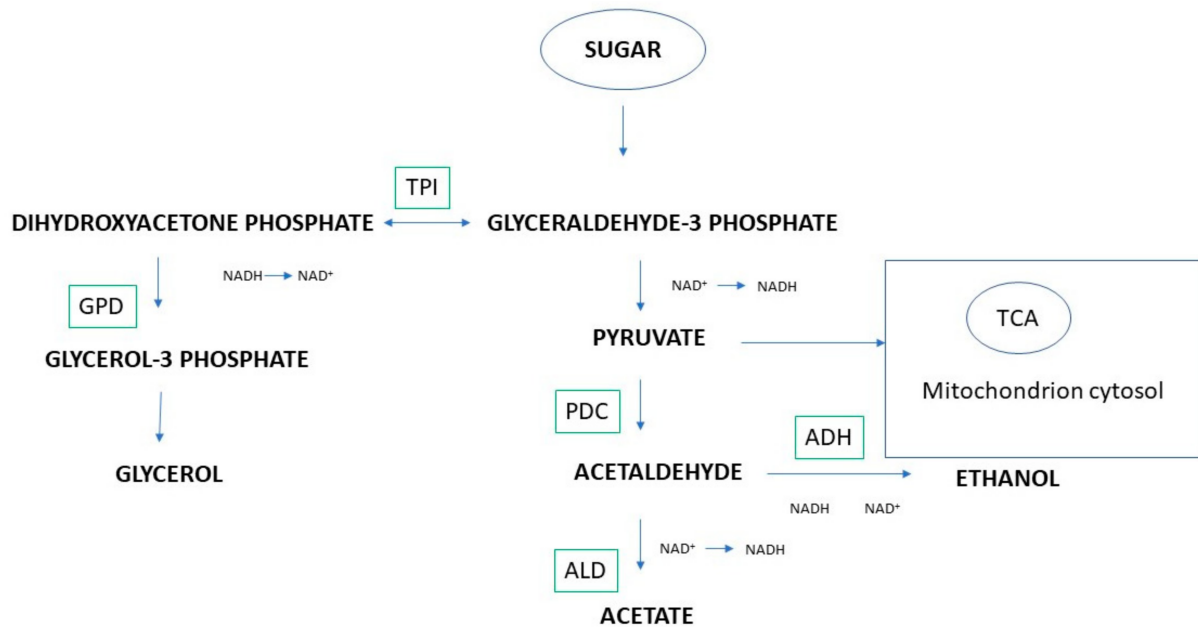 SUGAR
TPI
DIHYDROXYACETONE PHOSPHATE
GLYCERALDEHYDE-3 PHOSPHATE
NADH
NAD⁺
NAD⁺
NADH
GPD
TCA
PYRUVATE
GLYCEROL-3 PHOSPHATE
Mitochondrion cytosol
PDC
ADH
GLYCEROL
ACETALDEHYDE
ETHANOL
NADH
NAD⁺
NAD⁺
NADH
ALD
ACETATE